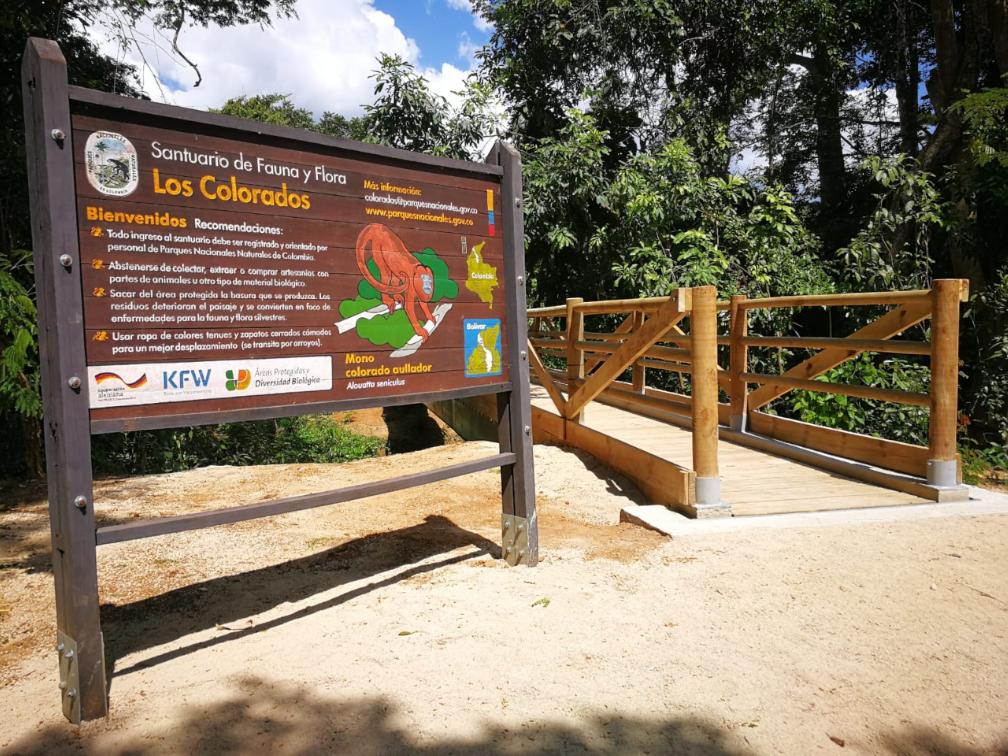 Santuario de Fauna y Flora
Los Colorados
Más información:
colorados@parquesnacionales.gov.co
www.parquesnacionales.gov.co
Bienvenidos Recomendaciones:
Todo ingreso al santuario debe ser registrado y orientado por
personal de Parques Nacionales Naturales de Colombia.
Abstenerse de colectar, extraer o comprar artesanías con
partes de animales u otro tipo de material biológico.
Sacar del área protegida la basura que se produzca. Los
residuos deterioran el paisaje y se convierten en foco de
enfermedades para la fauna y flora silvestres.
Usar ropa de colores tenues y zapatos cerrados cómodos
para un mejor desplazamiento (se transita por arroyos).
Colombia
Bolívar
Mono
colorado aullador
Alouatta seniculus
cooperación
alemana
KFW
Áreas Protegidas y
Diversidad Biológica